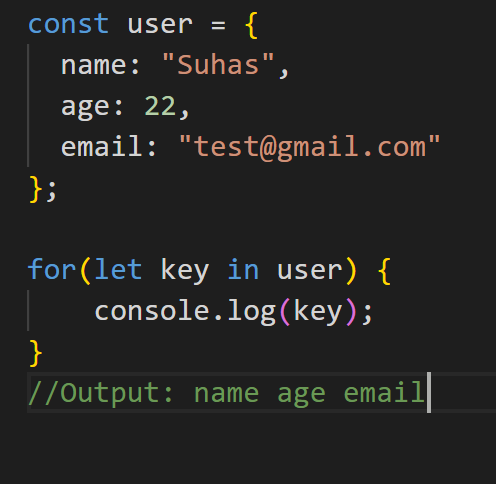 const user = {
  name: "Suhas",
  age: 22,
  email: "test@gmail.com"
};

for(let key in user) {
    console.log(key);
}
//Output: name age email